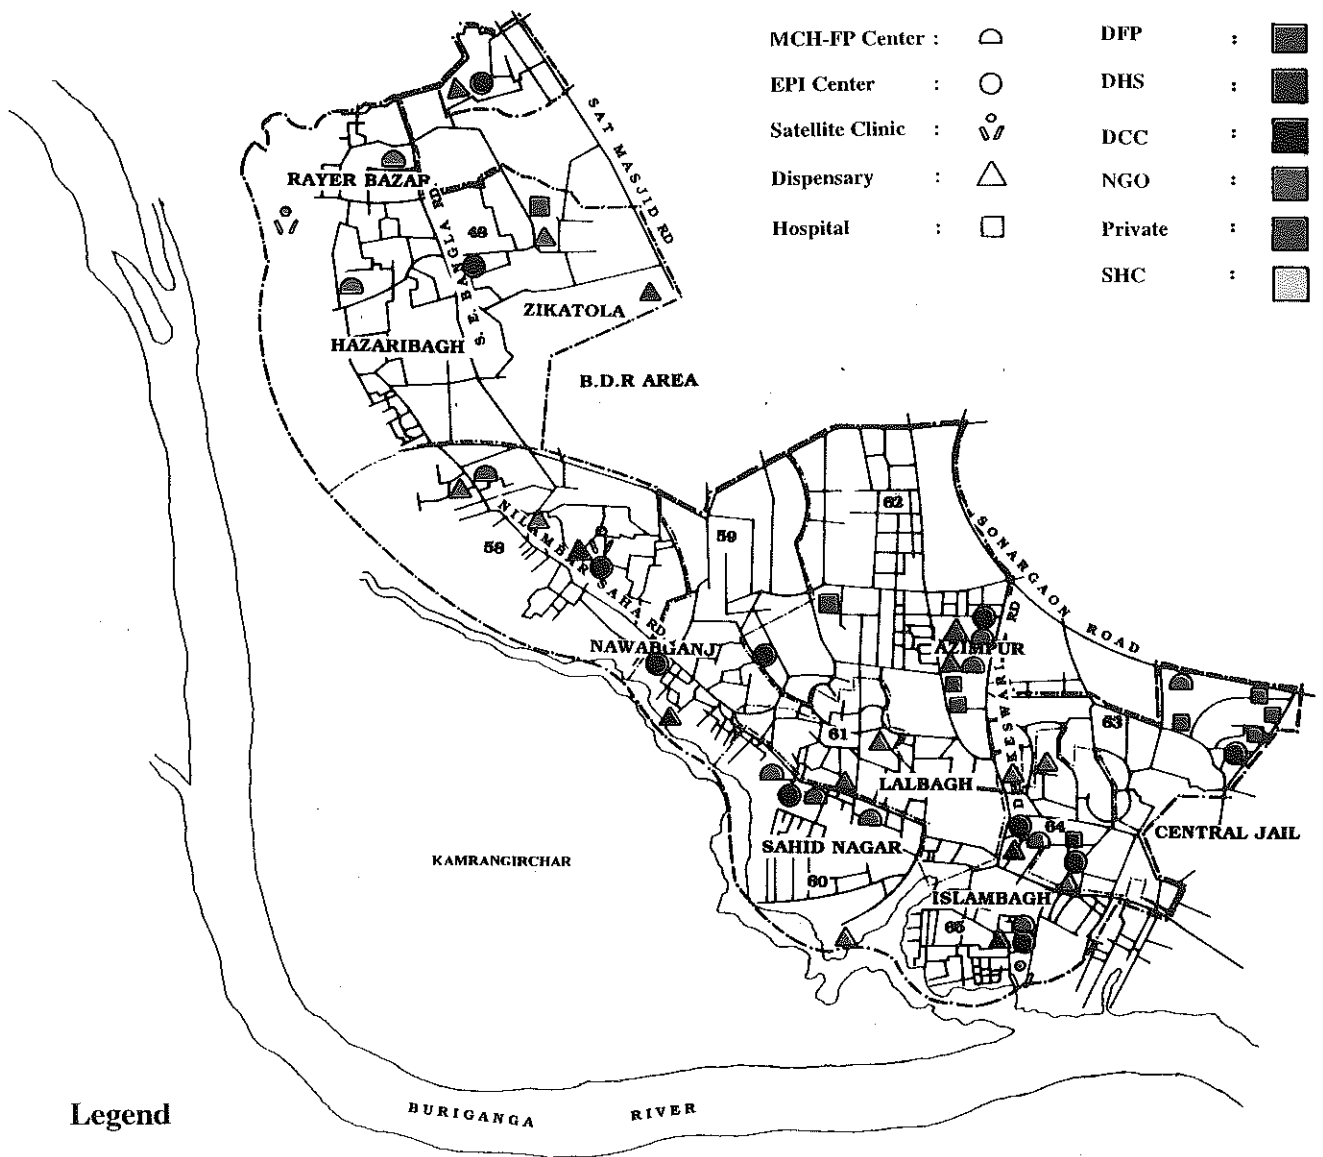 MCH-FP Center :
DFP :
EPI Center :
DHS :
Satellite Clinic :
DCC :
Dispensary :
NGO :
Hospital :
Private :
SHC :
SAT MASJID RD
RAYER BAZAR
S. E. BANGLA RD.
48
ZIKATOLA
HAZARIBAGH
B.D.R AREA
NILAMBAR SAHA RD
58
59
62
SONARGAON ROAD
NAWABGANJ
AZIMPUR
RD
61
63
LALBAGH
64
CENTRAL JAIL
SAHID NAGAR
KAMRANGIRCHAR
60
ISLAMBAGH
65
Legend
BURIGANGA RIVER